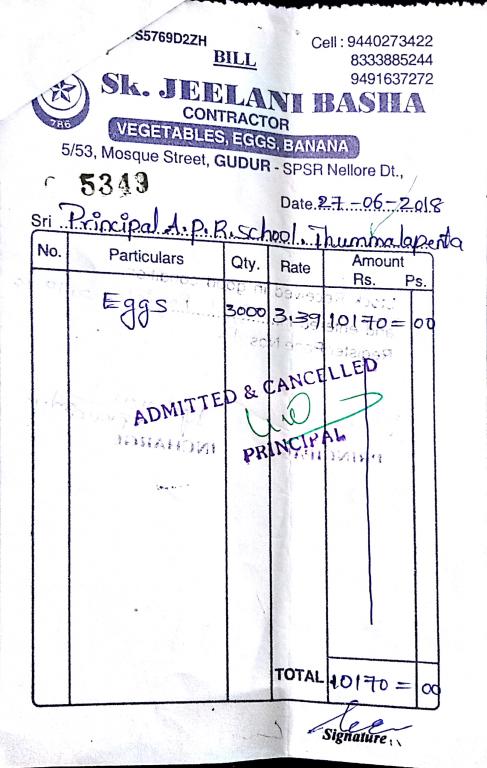 S5769D2ZH
BILL
Cell : 9440273422
8333885244
9491637272
786
Sk. JEELANI BASHA
CONTRACTOR
VEGETABLES, EGGS, BANANA
5/53, Mosque Street, GUDUR - SPSR Nellore Dt.,
5349
Date. 27-06-2018
Sri Principal A.P.R. School, Thummalapenta
No. Particulars Qty. Rate Amount
Rs. Ps.
Eggs 3000 3.39 10170= 00
ADMITTED & CANCELLED
PRINCIPAL
TOTAL 10170= 00
Signature